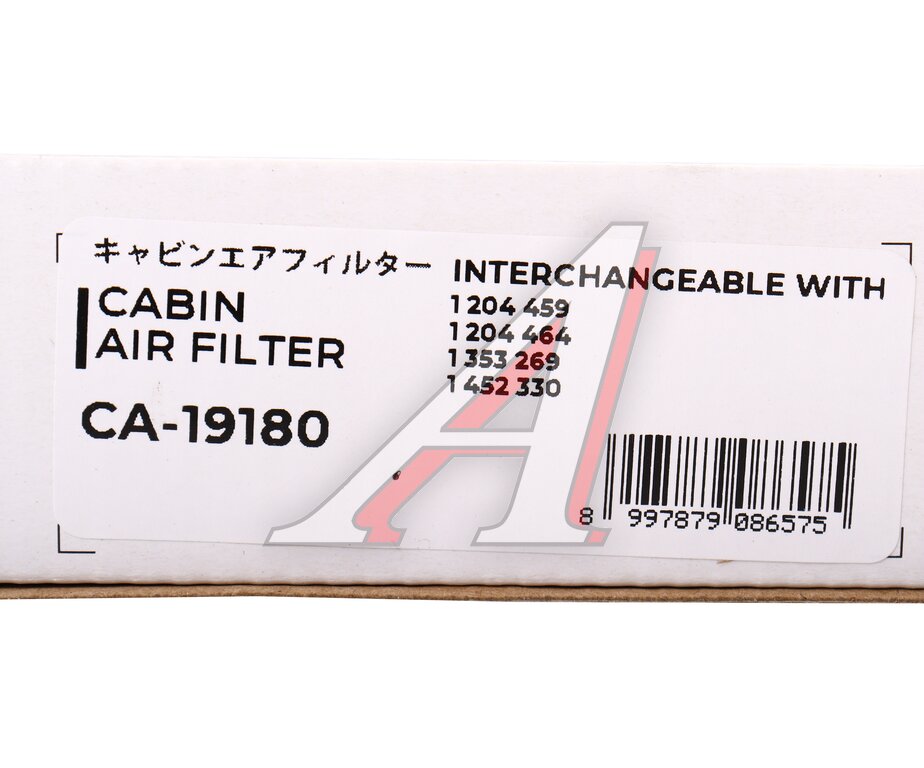 キャビンエアフィルター
CABIN
AIR FILTER
CA-19180
INTERCHANGEABLE WITH
1 204 459
1 204 464
1 353 269
1 452 330
8 997879 086575